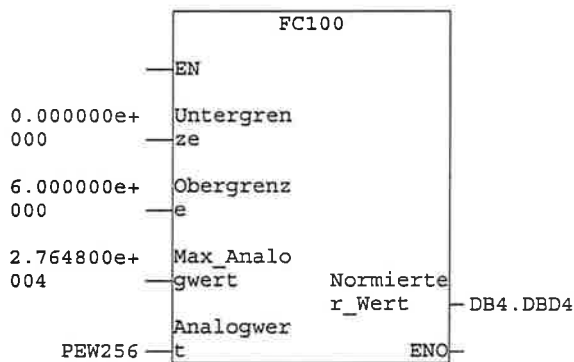 FC100
EN
0.000000e+ Untergren
000 ze
6.000000e+ Obergrenz
000 e
2.764800e+ Max_Analo
004 gwert Normierte
r_Wert DB4.DBD4
Analogwer
PEW256 t ENO